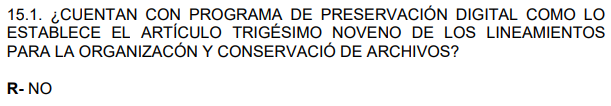 15.1. ¿CUENTAN CON PROGRAMA DE PRESERVACIÓN DIGITAL COMO LO
ESTABLECE EL ARTÍCULO TRIGÉSIMO NOVENO DE LOS LINEAMIENTOS
PARA LA ORGANIZACÓN Y CONSERVACIÓ DE ARCHIVOS?
R- NO